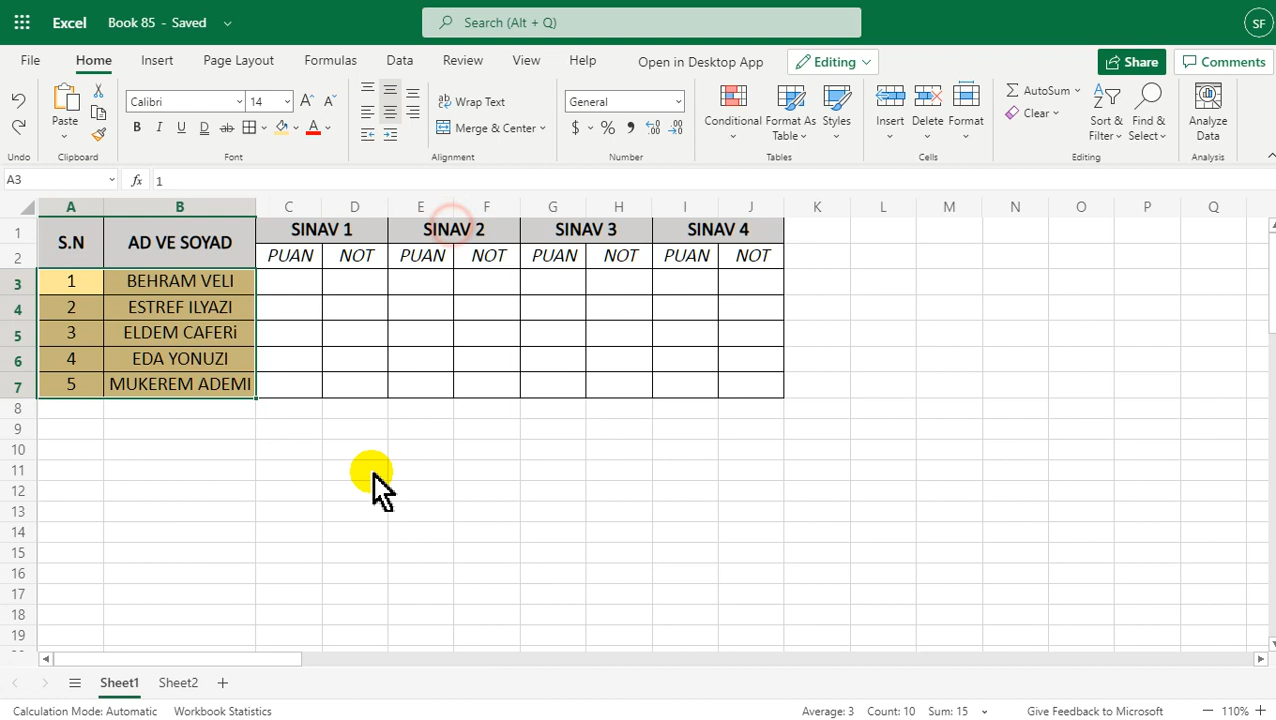 Excel Book 85 - Saved Search (Alt + Q) SF
File Home Insert Page Layout Formulas Data Review View Help Open in Desktop App Editing Share Comments
Paste
Calibri 14
B I U D ab A
Wrap Text
Merge & Center
General
$ % 9 .00
Conditional Format As Table Styles
Insert Delete Format
AutoSum
Clear
Sort & Filter Find & Select
Analyze Data
Undo Clipboard Font Alignment Number Tables Cells Editing Analysis
A3 fx 1
A B C D E F G H I J K L M N O P Q
1 S.N AD VE SOYAD SINAV 1 SINAV 2 SINAV 3 SINAV 4
2 PUAN NOT PUAN NOT PUAN NOT PUAN NOT
3 1 BEHRAM VELI
4 2 ESTREF ILYAZI
5 3 ELDEM CAFERi
6 4 EDA YONUZI
7 5 MUKEREM ADEMI
8
9
10
11
12
13
14
15
16
17
18
19
Sheet1 Sheet2
Calculation Mode: Automatic Workbook Statistics Average: 3 Count: 10 Sum: 15 Give Feedback to Microsoft 110%